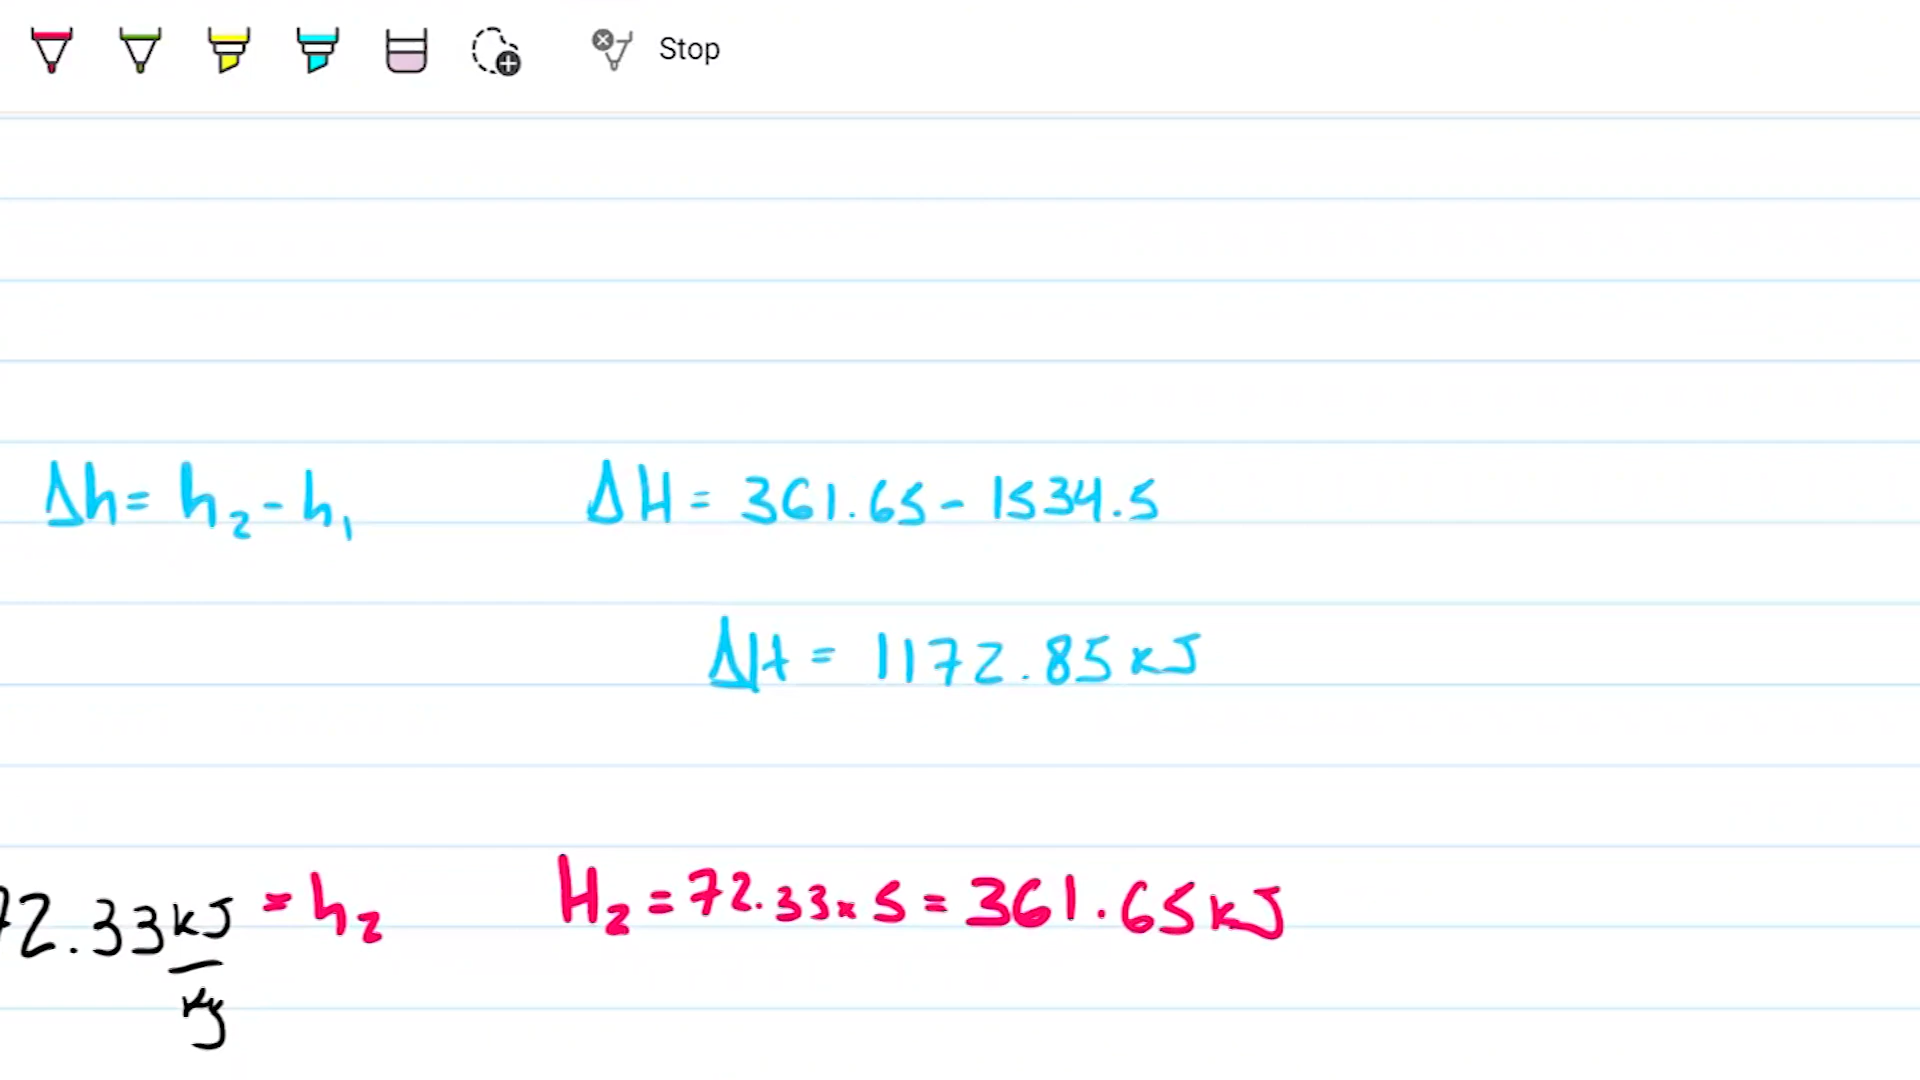 Stop
Δh = h₂ - h₁ ΔH = 361.65 - 1534.5
ΔH = 1172.85 kJ
72.33 kJ/kg = h₂ H₂ = 72.33 x 5 = 361.65 kJ